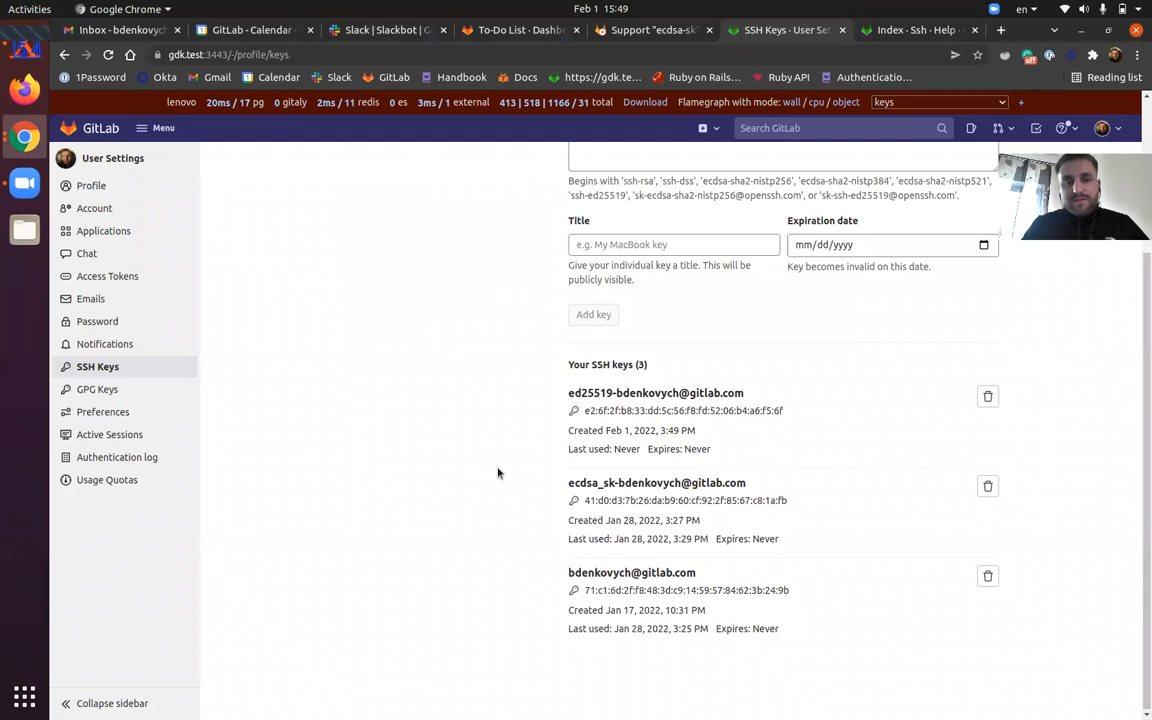 Activities
Google Chrome
Feb 1 15:49
en
Inbox - bdenkovych
GitLab - Calendar -
Slack | Slackbot | G
To-Do List · Dashb
Support "ecdsa-sk"
SSH Keys · User Set
Index · Ssh · Help ·
gdk.test:3443/-/profile/keys
off
1Password
Okta
Gmail
Calendar
Slack
GitLab
Handbook
Docs
https://gdk.te...
Ruby on Rails...
Ruby API
Authenticatio...
Reading list
lenovo 20ms / 17 pg 0 gitaly 2ms / 11 redis 0 es 3ms / 1 external 413 | 518 | 1166 / 31 total Download Flamegraph with mode: wall / cpu / object keys +
GitLab
Menu
Search GitLab
User Settings
Profile
Account
Applications
Chat
Access Tokens
Emails
Password
Notifications
SSH Keys
GPG Keys
Preferences
Active Sessions
Authentication log
Usage Quotas
Collapse sidebar
Begins with 'ssh-rsa', 'ssh-dss', 'ecdsa-sha2-nistp256', 'ecdsa-sha2-nistp384', 'ecdsa-sha2-nistp521',
'ssh-ed25519', 'sk-ecdsa-sha2-nistp256@openssh.com', or 'sk-ssh-ed25519@openssh.com'.
Title
e.g. My MacBook key
Give your individual key a title. This will be
publicly visible.
Expiration date
mm/dd/yyyy
Key becomes invalid on this date.
Add key
Your SSH keys (3)
ed25519-bdenkovych@gitlab.com
e2:6f:2f:b8:33:dd:5c:56:f8:fd:52:06:b4:a6:f5:6f
Created Feb 1, 2022, 3:49 PM
Last used: Never Expires: Never
ecdsa_sk-bdenkovych@gitlab.com
41:d0:d3:7b:26:da:b9:60:cf:92:2f:85:67:c8:1a:fb
Created Jan 28, 2022, 3:27 PM
Last used: Jan 28, 2022, 3:29 PM Expires: Never
bdenkovych@gitlab.com
71:c1:6d:2f:f8:48:3d:c9:14:59:57:84:62:3b:24:9b
Created Jan 17, 2022, 10:31 PM
Last used: Jan 28, 2022, 3:25 PM Expires: Never